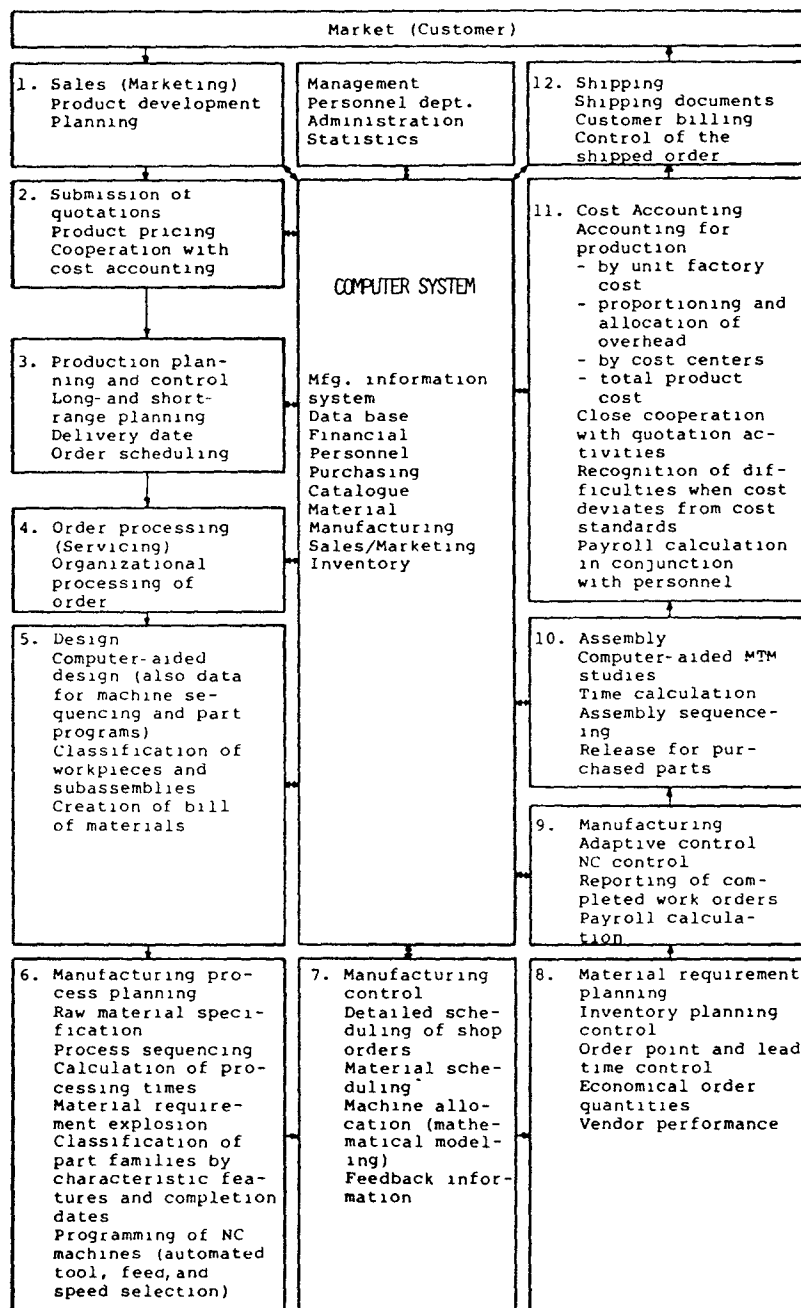 Market (Customer)
1. Sales (Marketing)
Product development
Planning
Management
Personnel dept.
Administration
Statistics
12. Shipping
Shipping documents
Customer billing
Control of the
shipped order
2. Submission of
quotations
Product pricing
Cooperation with
cost accounting
3. Production plan-
ning and control
Long- and short-
range planning
Delivery date
Order scheduling
4. Order processing
(Servicing)
Organizational
processing of
order
5. Design
Computer-aided
design (also data
for machine se-
quencing and part
programs)
Classification of
workpieces and
subassemblies
Creation of bill
of materials
COMPUTER SYSTEM
Mfg. information
system
Data base
Financial
Personnel
Purchasing
Catalogue
Material
Manufacturing
Sales/Marketing
Inventory
11. Cost Accounting
Accounting for
production
- by unit factory
cost
- proportioning and
allocation of
overhead
- by cost centers
- total product
cost
Close cooperation
with quotation ac-
tivities
Recognition of dif-
ficulties when cost
deviates from cost
standards
Payroll calculation
in conjunction
with personnel
10. Assembly
Computer-aided MTM
studies
Time calculation
Assembly sequence-
ing
Release for pur-
chased parts
9. Manufacturing
Adaptive control
NC control
Reporting of com-
pleted work orders
Payroll calcula-
tion
6. Manufacturing pro-
cess planning
Raw material speci-
fication
Process sequencing
Calculation of pro-
cessing times
Material require-
ment explosion
Classification of
part families by
characteristic fea-
tures and completion
dates
Programming of NC
machines (automated
tool, feed, and
speed selection)
7. Manufacturing
control
Detailed sche-
duling of shop
orders
Material sche-
duling
Machine allo-
cation (mathe-
matical model-
ing)
Feedback infor-
mation
8. Material requirement
planning
Inventory planning
control
Order point and lead
time control
Economical order
quantities
Vendor performance